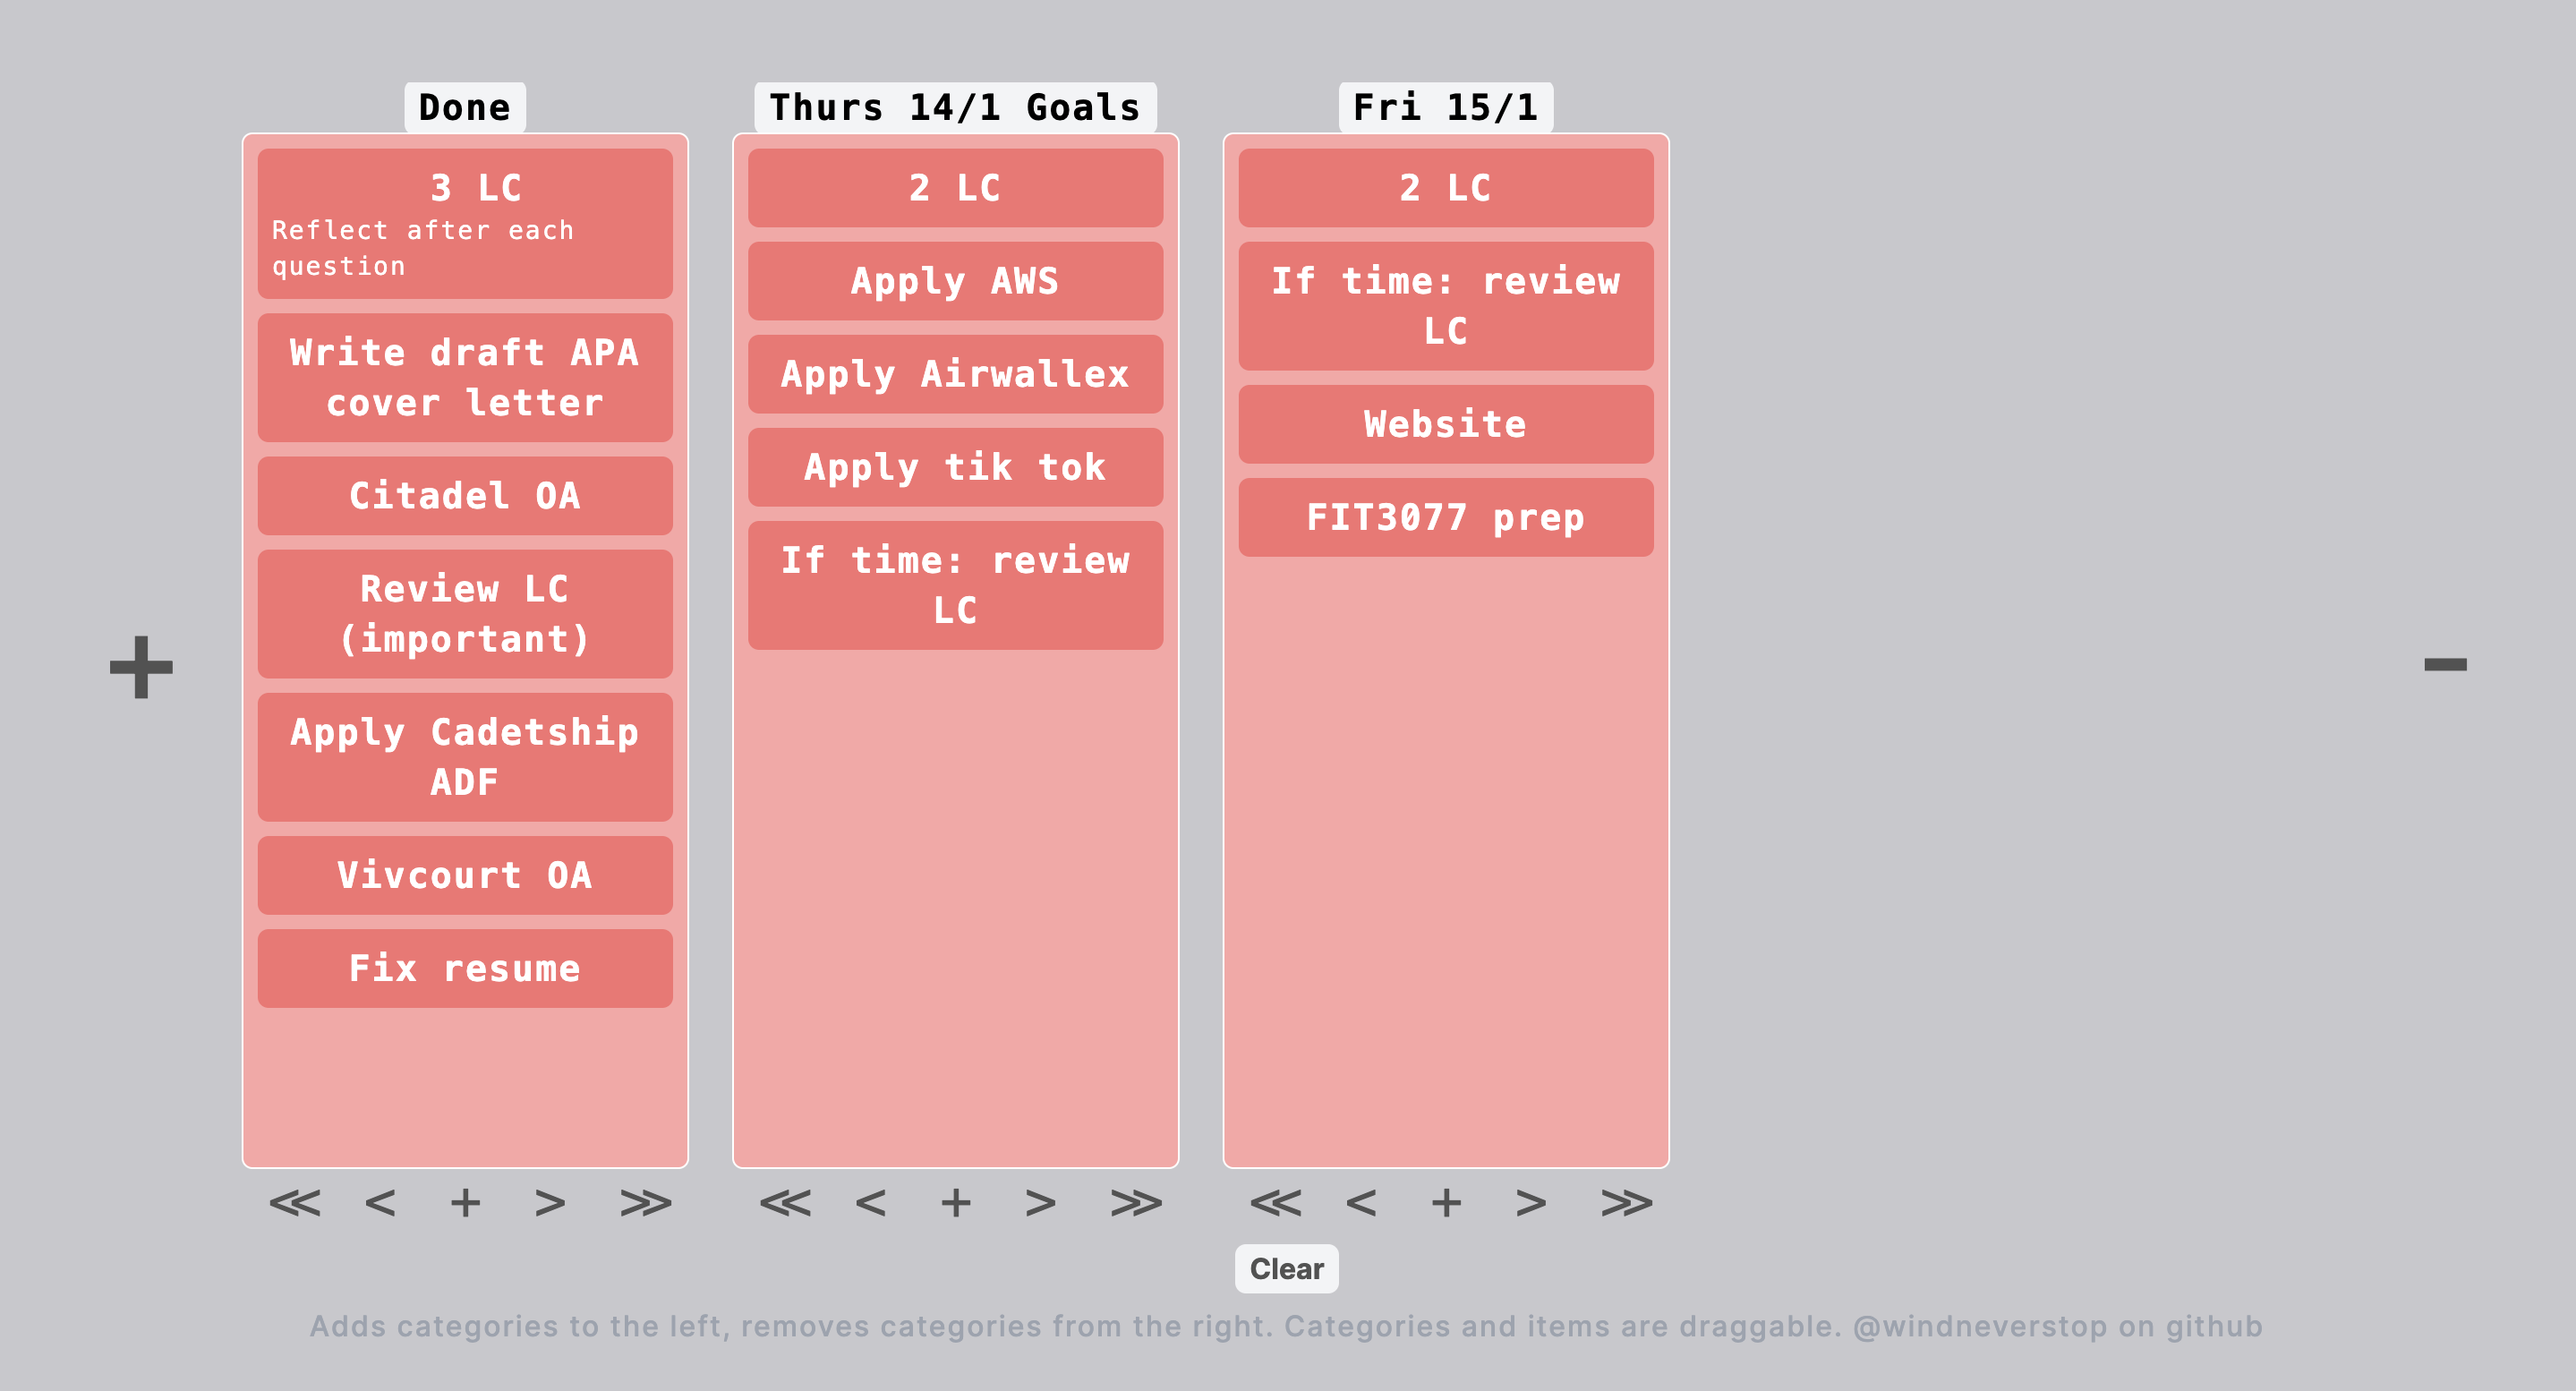 Done
3 LC
Reflect after each
question
Write draft APA
cover letter
Citadel OA
Review LC
(important)
Apply Cadetship
ADF
Vivcourt OA
Fix resume
<< < + > >>
Thurs 14/1 Goals
2 LC
Apply AWS
Apply Airwallex
Apply tik tok
If time: review
LC
<< < + > >>
Fri 15/1
2 LC
If time: review
LC
Website
FIT3077 prep
<< < + > >>
+
-
Clear
Adds categories to the left, removes categories from the right. Categories and items are draggable. @windneverstop on github